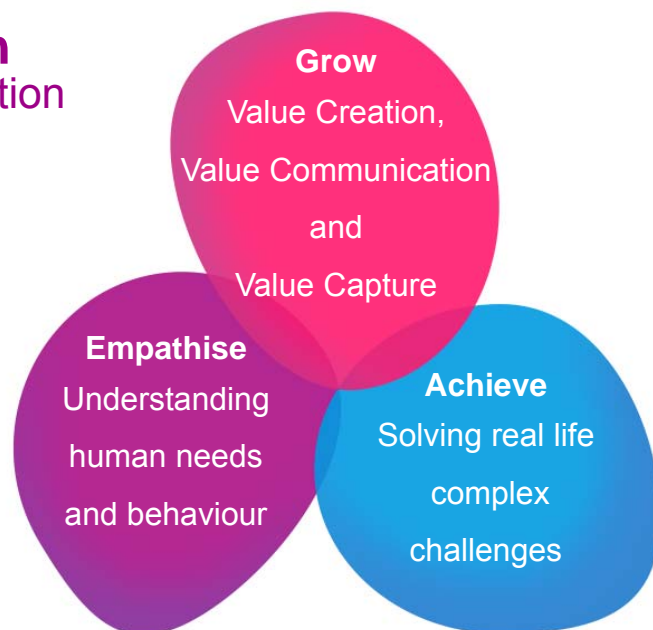 n
tion
Grow
Value Creation,
Value Communication
and
Value Capture
Empathise
Understanding
human needs
and behaviour
Achieve
Solving real life
complex
challenges